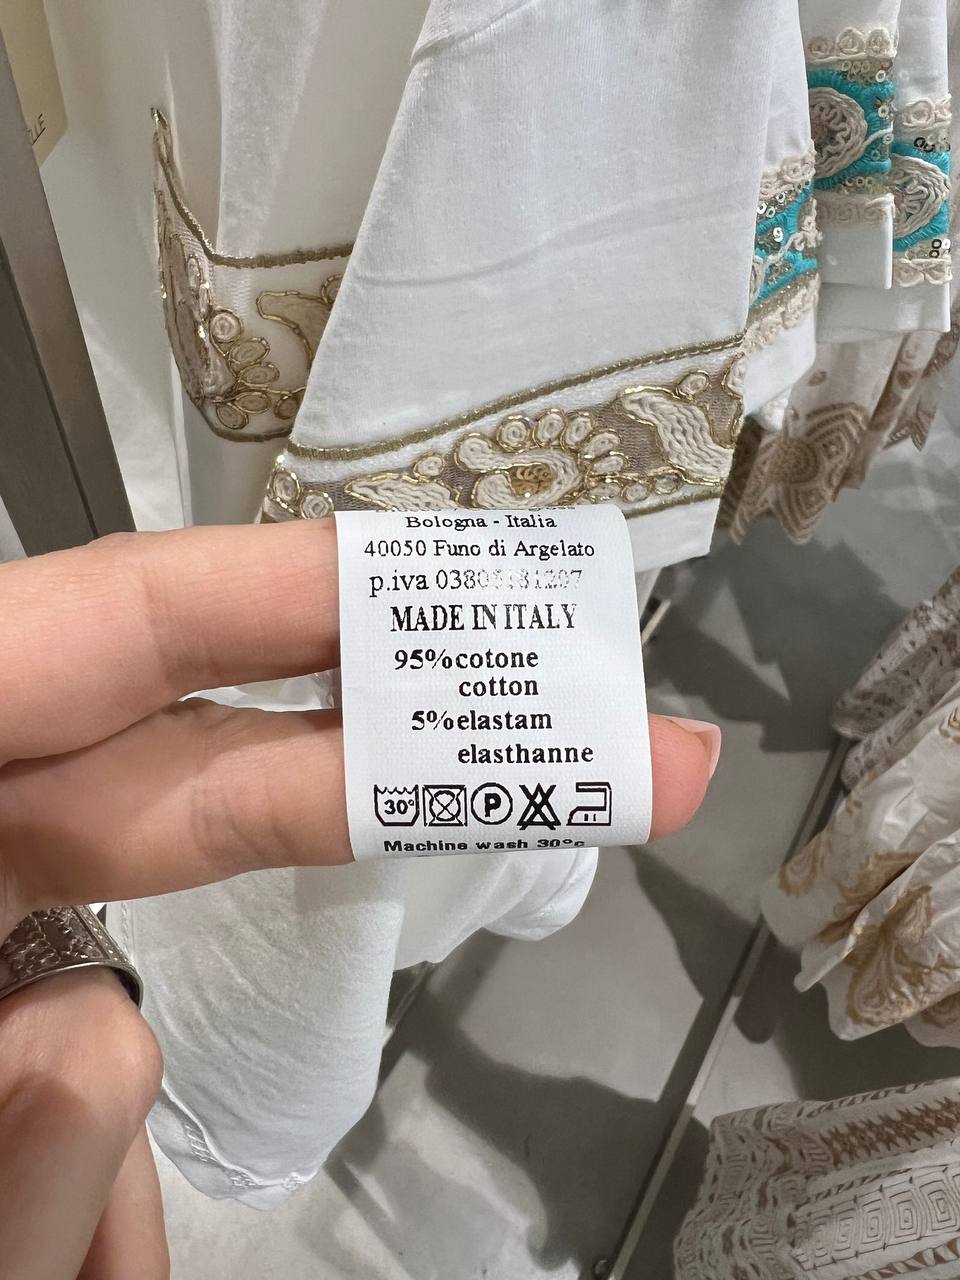 Bologna - Italia
40050 Funo di Argelato
p.iva
MADE IN ITALY
95%cotone
cotton
5%elastam
elasthanne
30°
P
Machine wash 30°c